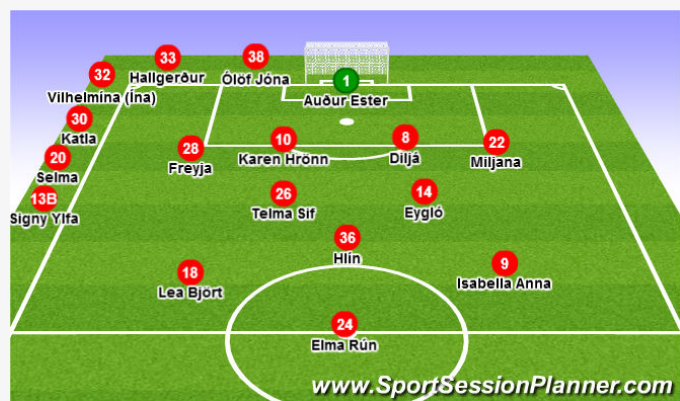 33
Hallgerður
38
Ólöf Jóna
32
Vilhelmína (Ína)
1
Auður Ester
30
Katla
28
Freyja
10
Karen Hrönn
8
Diljá
22
Miljana
20
Selma
13B
Signy Ylfa
26
Telma Sif
14
Eygló
36
Hlín
18
Lea Björt
9
Isabella Anna
24
Elma Rún
www.SportSessionPlanner.com